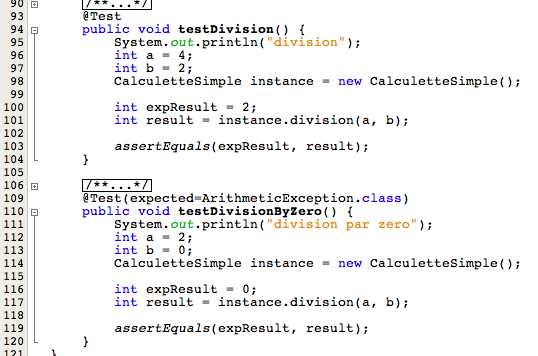 90 /**...*/
93 @Test
94 public void testDivision() {
95 System.out.println("division");
96 int a = 4;
97 int b = 2;
98 CalculetteSimple instance = new CalculetteSimple();
99
100 int expResult = 2;
101 int result = instance.division(a, b);
102
103 assertEquals(expResult, result);
104 }
105
106 /**...*/
109 @Test(expected=ArithmeticException.class)
110 public void testDivisionByZero() {
111 System.out.println("division par zero");
112 int a = 2;
113 int b = 0;
114 CalculetteSimple instance = new CalculetteSimple();
115
116 int expResult = 0;
117 int result = instance.division(a, b);
118
119 assertEquals(expResult, result);
120 }
121 }